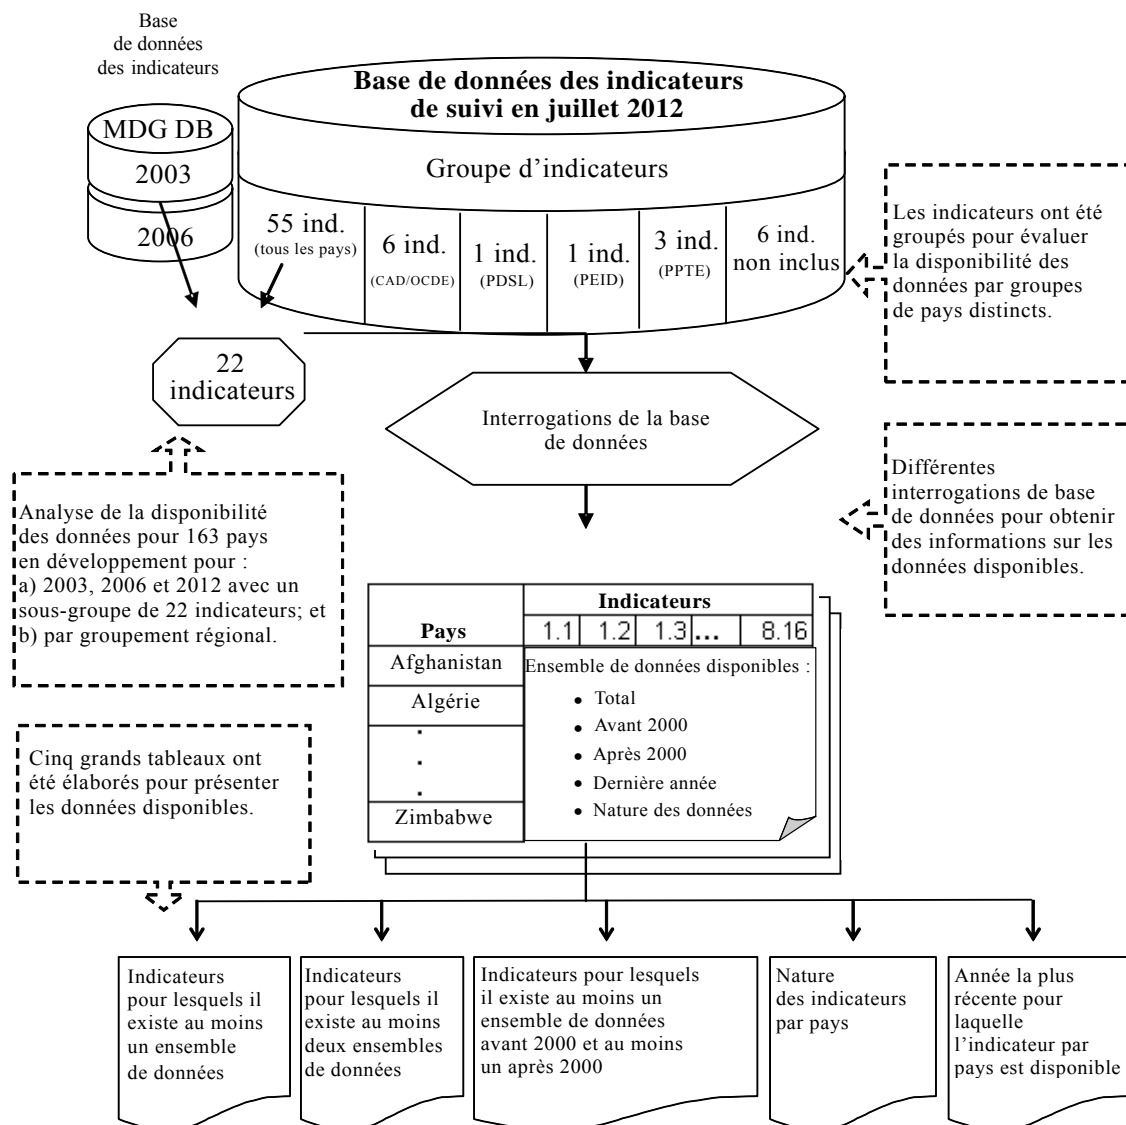 Base
de données
des indicateurs
MDG DB
2003
2006
Base de données des indicateurs
de suivi en juillet 2012
Groupe d’indicateurs
55 ind.
(tous les pays)
6 ind.
(CAD/OCDE)
1 ind.
(PDSL)
1 ind.
(PEID)
3 ind.
(PPTE)
6 ind.
non inclus
Les indicateurs ont été
groupés pour évaluer
la disponibilité des
données par groupes
de pays distincts.
22
indicateurs
Interrogations de la base
de données
Différentes
interrogations de base
de données pour obtenir
des informations sur les
données disponibles.
Analyse de la disponibilité
des données pour 163 pays
en développement pour :
a) 2003, 2006 et 2012 avec un
sous-groupe de 22 indicateurs; et
b) par groupement régional.
Indicateurs
Pays
1.1 1.2 1.3 ... 8.16
Afghanistan
Algérie
.
.
.
Zimbabwe
Ensemble de données disponibles :
• Total
• Avant 2000
• Après 2000
• Dernière année
• Nature des données
Cinq grands tableaux ont
été élaborés pour présenter
les données disponibles.
Indicateurs
pour lesquels il
existe au moins
un ensemble
de données
Indicateurs
pour lesquels il
existe au moins
deux ensembles
de données
Indicateurs pour lesquels
il existe au moins un
ensemble de données
avant 2000 et au moins
un après 2000
Nature
des indicateurs
par pays
Année la plus
récente pour
laquelle
l’indicateur par
pays est disponible